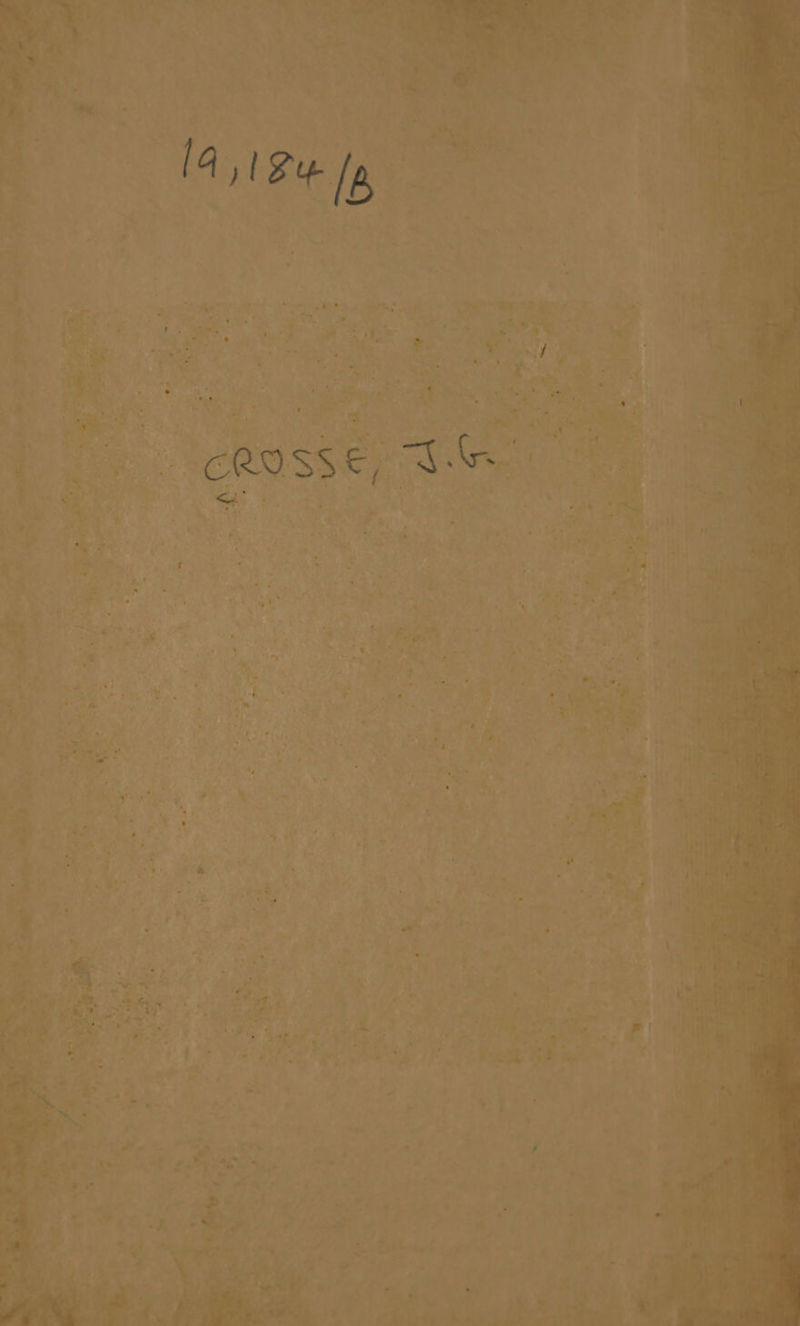 19,184/B
CROSSE, J.G.